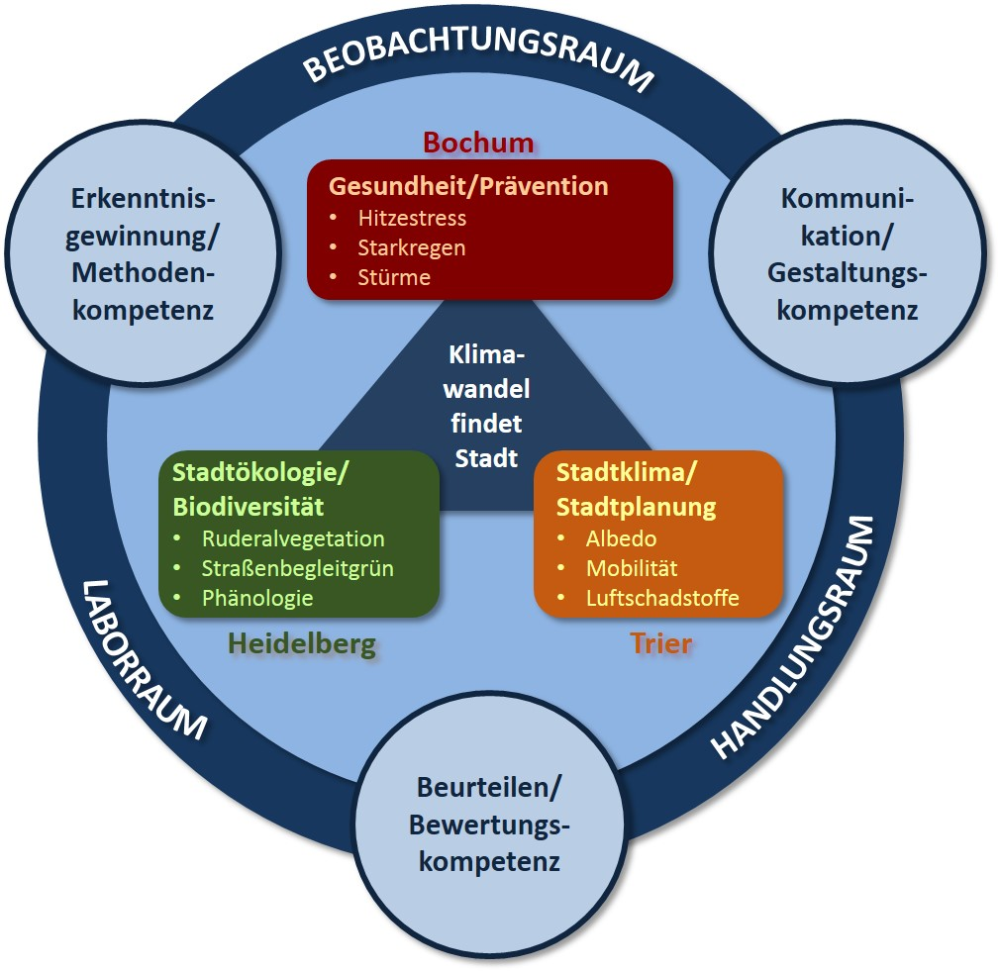 BEOBACHTUNGSRAUM
Erkenntnis-
gewinnung/
Methoden-
kompetenz
Kommuni-
kation/
Gestaltungs-
kompetenz
Bochum
Gesundheit/Prävention
• Hitzestress
• Starkregen
• Stürme
Klima-
wandel
findet
Stadt
Stadtökologie/
Biodiversität
• Ruderalvegetation
• Straßenbegleitgrün
• Phänologie
Heidelberg
Stadtklima/
Stadtplanung
• Albedo
• Mobilität
• Luftschadstoffe
Trier
LABORRAUM
HANDLUNGSRAUM
Beurteilen/
Bewertungs-
kompetenz